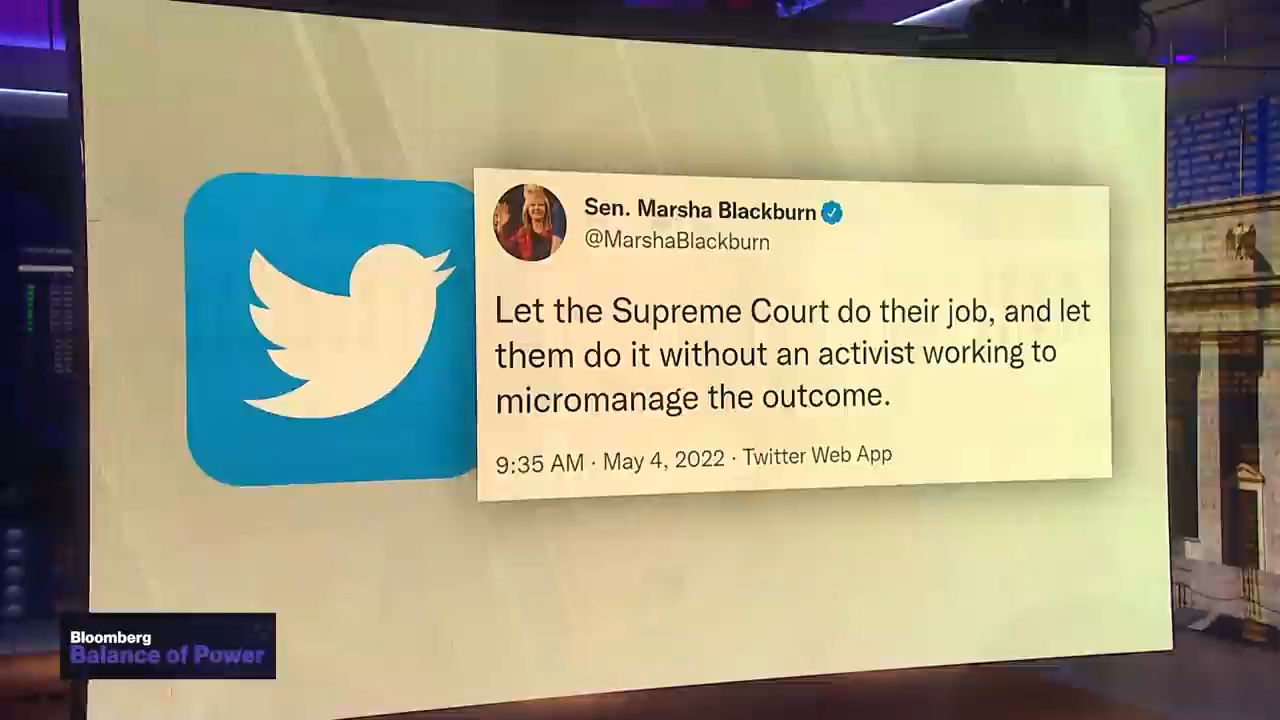 Sen. Marsha Blackburn
@MarshaBlackburn
Let the Supreme Court do their job, and let
them do it without an activist working to
micromanage the outcome.
9:35 AM · May 4, 2022 · Twitter Web App
Bloomberg
Balance of Power